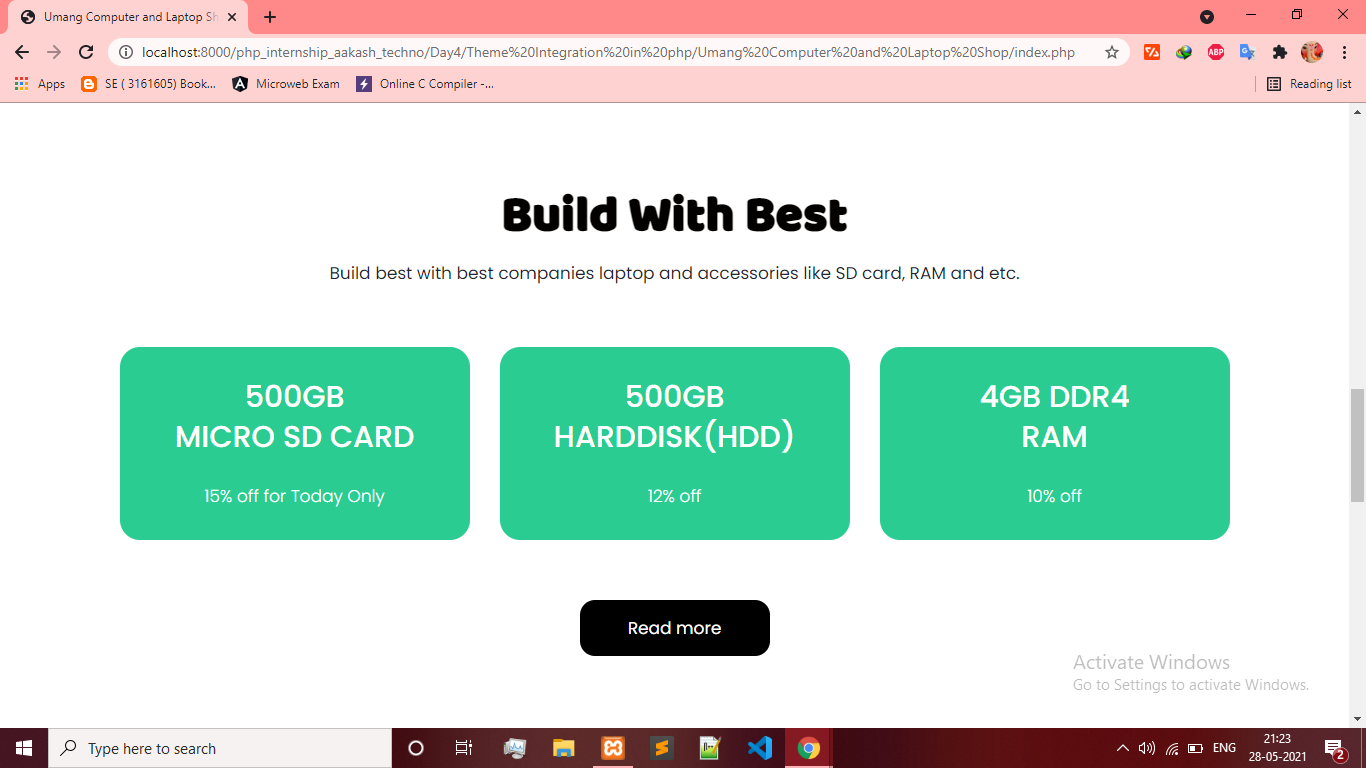 Umang Computer and Laptop Sh
localhost:8000/php_internship_aakash_techno/Day4/Theme%20Integration%20in%20php/Umang%20Computer%20and%20Laptop%20Shop/index.php
ABP
Apps
SE ( 3161605) Book...
Microweb Exam
Online C Compiler -...
Reading list
Build With Best
Build best with best companies laptop and accessories like SD card, RAM and etc.
500GB
MICRO SD CARD
15% off for Today Only
500GB
HARDDISK(HDD)
12% off
4GB DDR4
RAM
10% off
Read more
Activate Windows
Go to Settings to activate Windows.
Type here to search
ENG
21:23
28-05-2021
2